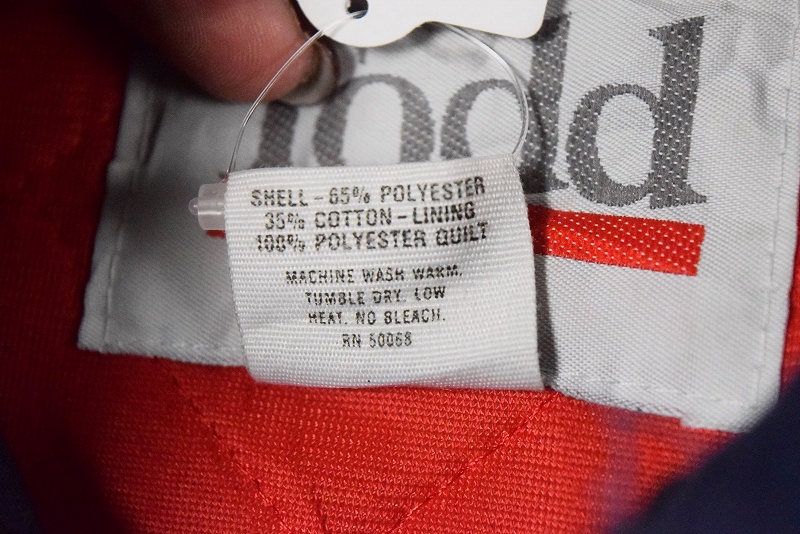 SHELL - 65% POLYESTER
35% COTTON - LINING
100% POLYESTER QUILT
MACHINE WASH WARM.
TUMBLE DRY. LOW
HEAT. NO BLEACH.
RN 50068